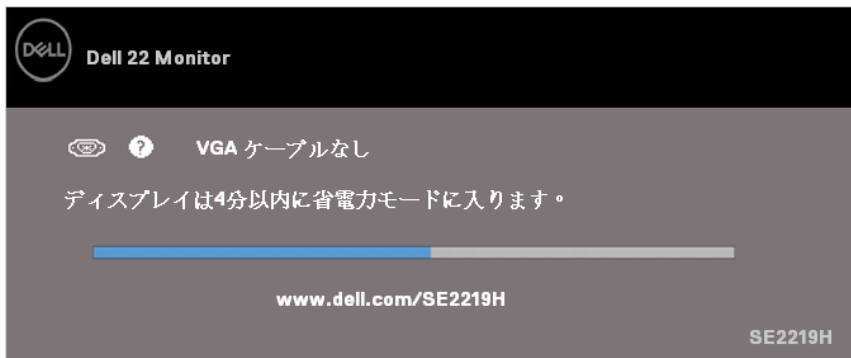 DELL
Dell 22 Monitor
? VGA ケーブルなし
ディスプレイは4分以内に省電力モードに入ります。
www.dell.com/SE2219H
SE2219H